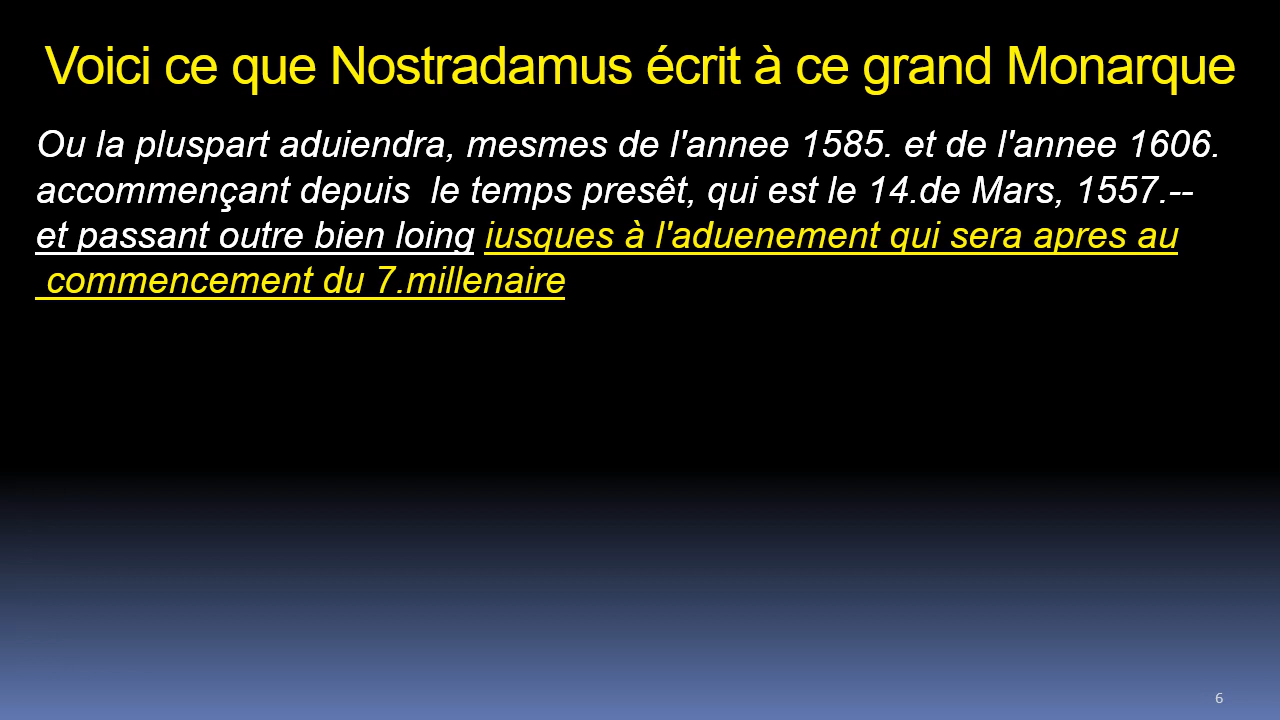 Voici ce que Nostradamus écrit à ce grand Monarque
Ou la pluspart aduiendra, mesmes de l'annee 1585. et de l'annee 1606.
accommençant depuis  le temps presêt, qui est le 14.de Mars, 1557.--
et passant outre bien loing iusques à l'aduenement qui sera apres au
commencement du 7.millenaire
6